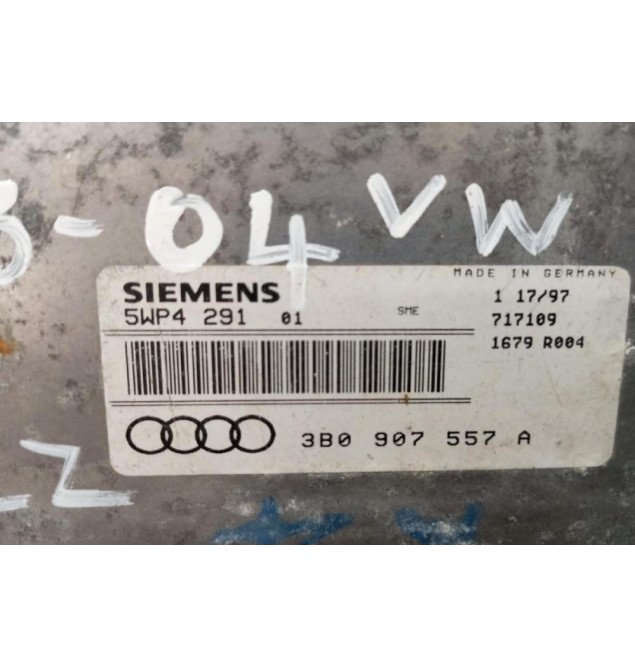 -04 VW
MADE IN GERMANY
SIEMENS 1 17/97
5WP4 291 01 SME 717109
1679 R004
3B0 907 557 A